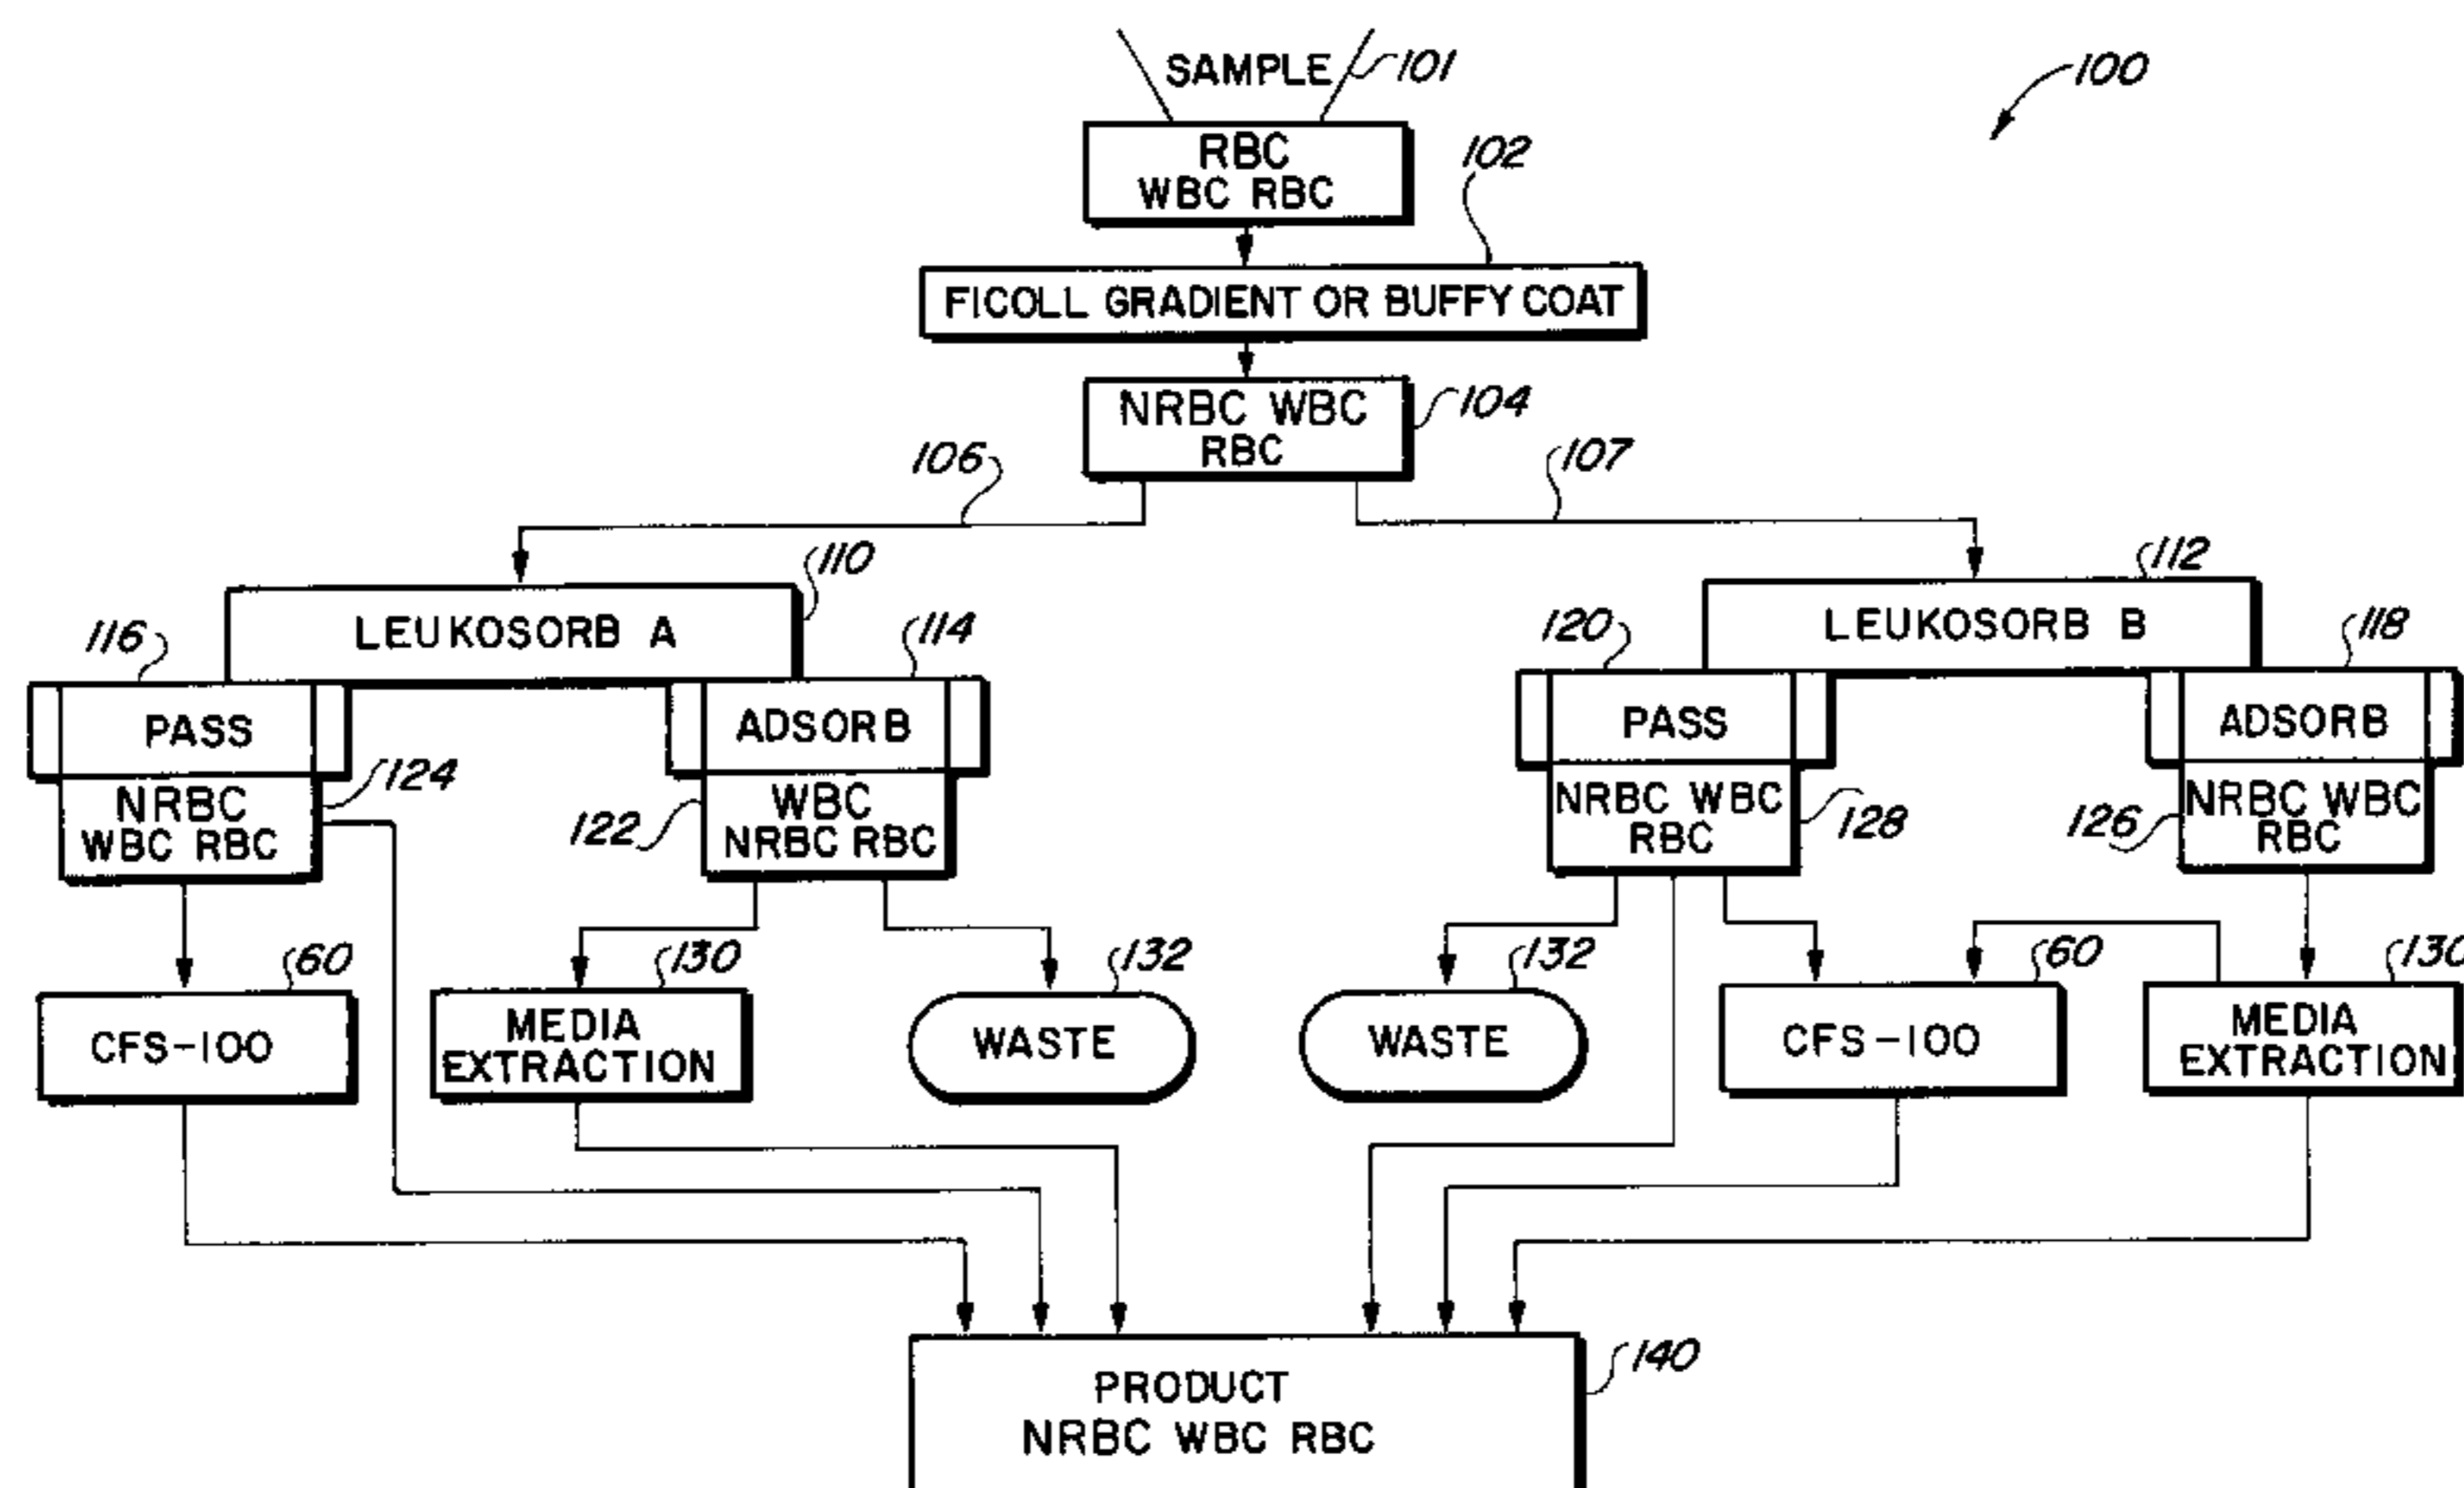 SAMPLE 101
100
RBC
WBC RBC
102
FICOLL GRADIENT OR BUFFY COAT
NRBC WBC
RBC
104
106
107
110
112
LEUKOSORB A
LEUKOSORB B
116
114
120
118
PASS
ADSORB
PASS
ADSORB
124
NRBC
WBC RBC
122
WBC
NRBC RBC
NRBC WBC
RBC
128
126
NRBC WBC
RBC
60
130
132
132
60
130
CFS-100
MEDIA
EXTRACTION
WASTE
WASTE
CFS-100
MEDIA
EXTRACTION
140
PRODUCT
NRBC WBC RBC